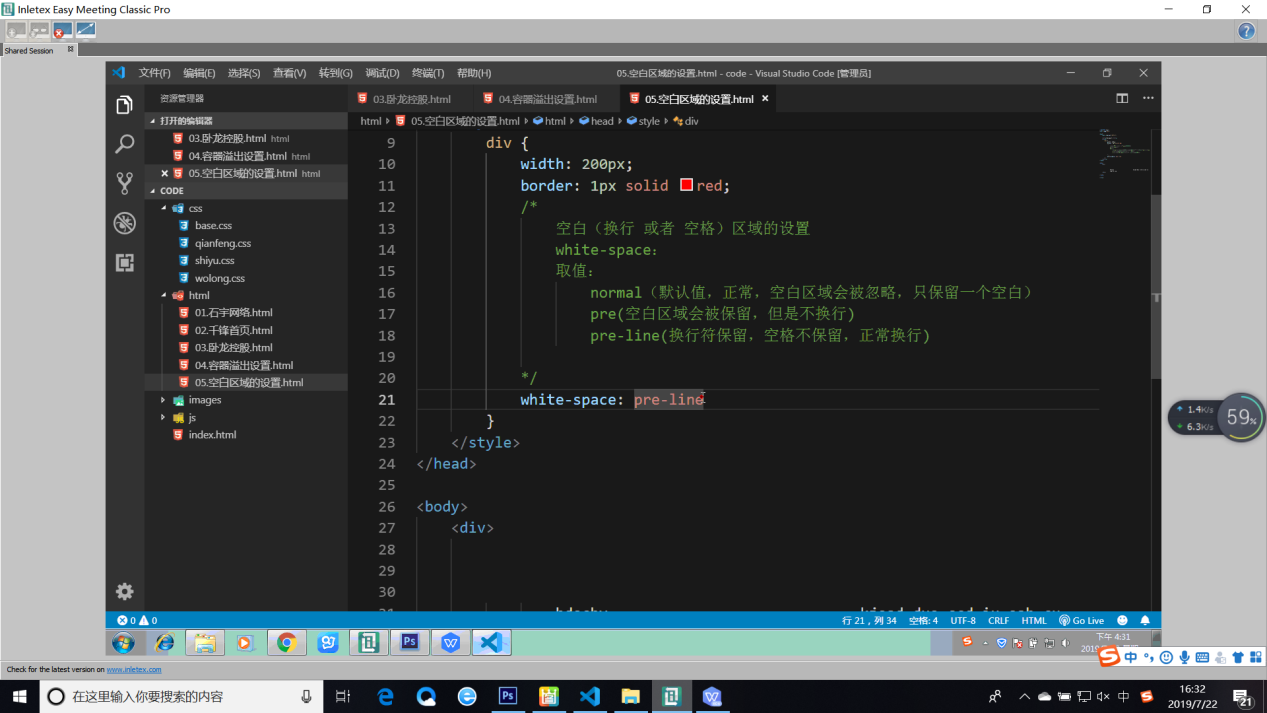 Inletex Easy Meeting Classic Pro
Shared Session
文件(F) 编辑(E) 选择(S) 查看(V) 转到(G) 调试(D) 终端(T) 帮助(H)
05.空白区域的设置.html - code - Visual Studio Code [管理员]
资源管理器
03.卧龙控股.html
04.容器溢出设置.html
05.空白区域的设置.html
打开的编辑器
html
05.空白区域的设置.html
html
head
style
div
03.卧龙控股.html html
04.容器溢出设置.html html
05.空白区域的设置.html html
CODE
css
base.css
qianfeng.css
shiyu.css
wolong.css
html
01.石宇网络.html
02.千锋首页.html
03.卧龙控股.html
04.容器溢出设置.html
05.空白区域的设置.html
images
js
index.html
9 div {
10 width: 200px;
11 border: 1px solid red;
12 /*
13 空白（换行 或者 空格）区域的设置
14 white-space:
15 取值:
16 normal（默认值，正常，空白区域会被忽略，只保留一个空白）
17 pre(空白区域会被保留，但是不换行)
18 pre-line(换行符保留，空格不保留，正常换行)
19
20 */
21 white-space: pre-line
22 }
23 </style>
24 </head>
25
26 <body>
27 <div>
28
29
30
1.4K/s
6.3K/s
59%
0 0
行 21，列 34 空格: 4 UTF-8 CRLF HTML Go Live
下午 4:31
中
Check for the latest version on www.inletex.com
在这里输入你要搜索的内容
中
16:32
2019/7/22
21